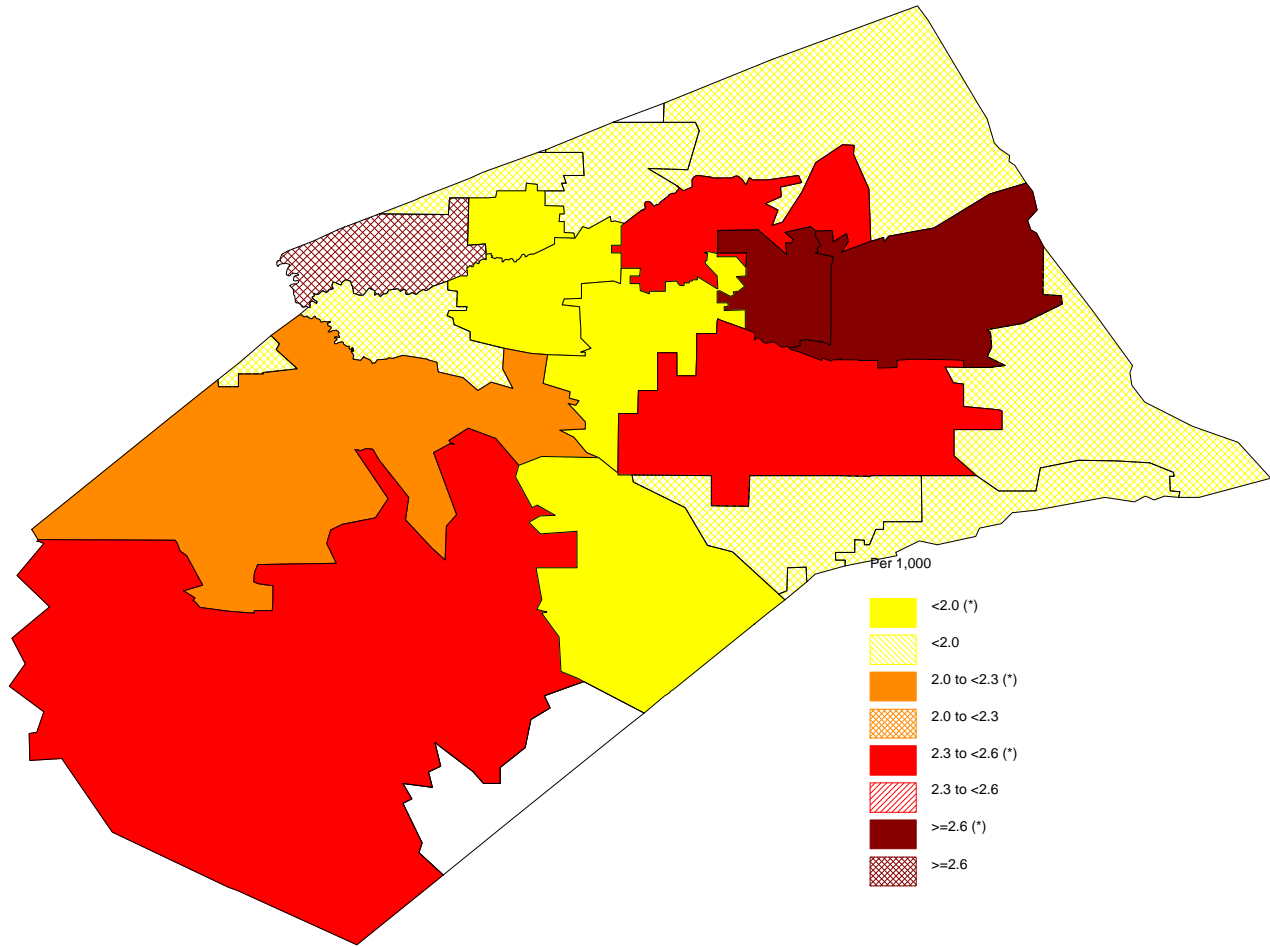 Per 1,000
<2.0 (*)
<2.0
2.0 to <2.3 (*)
2.0 to <2.3
2.3 to <2.6 (*)
2.3 to <2.6
>=2.6 (*)
>=2.6